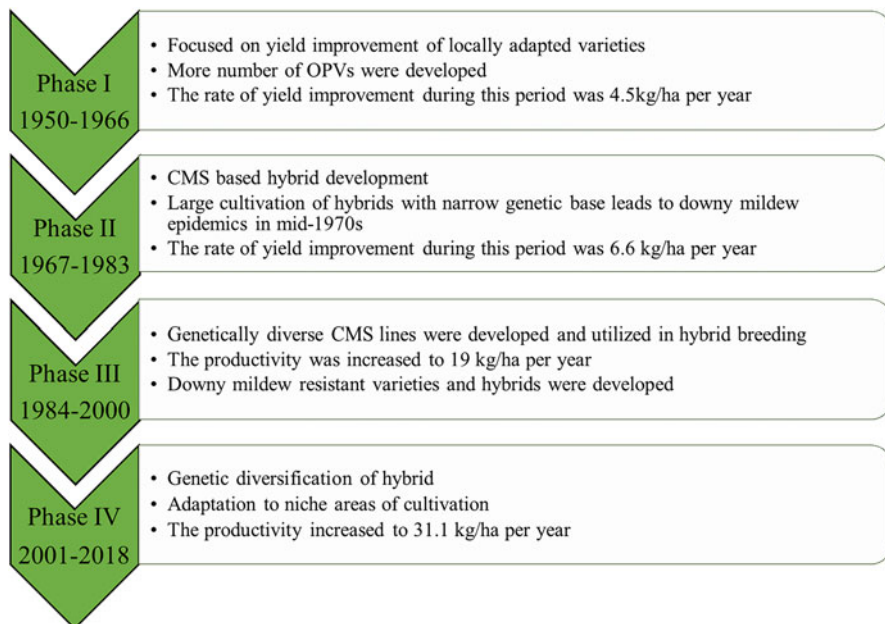 Phase I
1950-1966
• Focused on yield improvement of locally adapted varieties
• More number of OPVs were developed
• The rate of yield improvement during this period was 4.5kg/ha per year
Phase II
1967-1983
• CMS based hybrid development
• Large cultivation of hybrids with narrow genetic base leads to downy mildew
epidemics in mid-1970s
• The rate of yield improvement during this period was 6.6 kg/ha per year
Phase III
1984-2000
• Genetically diverse CMS lines were developed and utilized in hybrid breeding
• The productivity was increased to 19 kg/ha per year
• Downy mildew resistant varieties and hybrids were developed
Phase IV
2001-2018
• Genetic diversification of hybrid
• Adaptation to niche areas of cultivation
• The productivity increased to 31.1 kg/ha per year